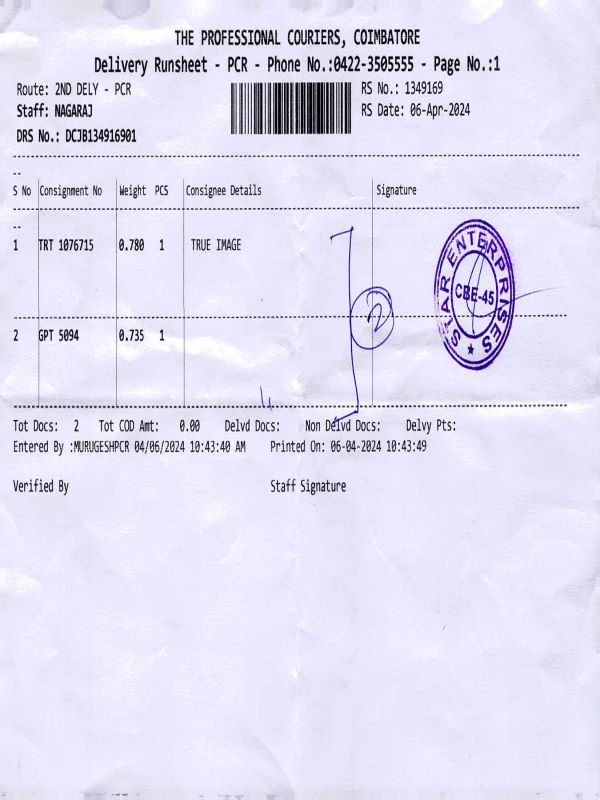 THE PROFESSIONAL COURIERS, COIMBATORE
Delivery Runsheet - PCR - Phone No.:0422-3505555 - Page No.:1
Route: 2ND DELY - PCR RS No.: 1349169
Staff: NAGARAJ RS Date: 06-Apr-2024
DRS No.: DCJB134916901
S No Consignment No Weight PCS Consignee Details Signature
1 TRT 1076715 0.780 1 TRUE IMAGE
STAR ENTERPRISES
CBE-45
2
2 GPT 5094 0.735 1
Tot Docs: 2 Tot COD Amt: 0.00 Delvd Docs: Non Delvd Docs: Delvy Pts:
Entered By :MURUGESHPCR 04/06/2024 10:43:40 AM Printed On: 06-04-2024 10:43:49
Verified By Staff Signature